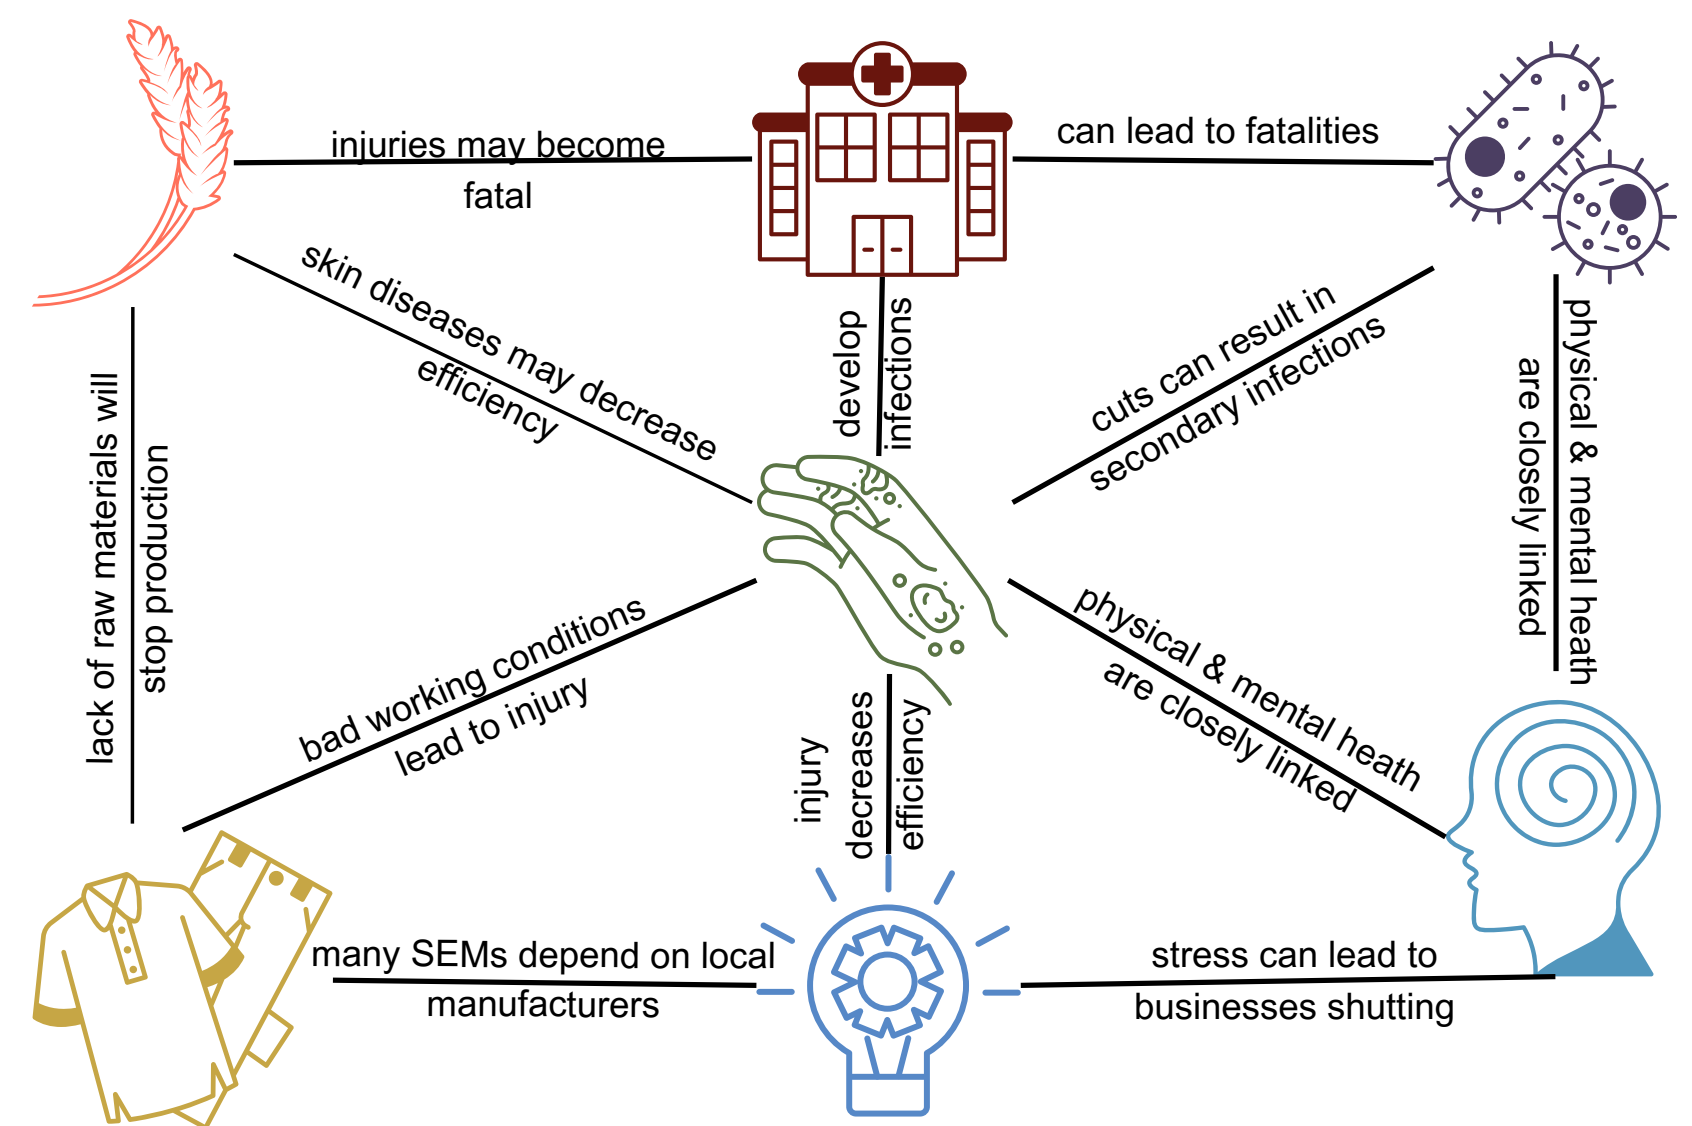 injuries may become
fatal
can lead to fatalities
skin diseases may decrease
efficiency
develop
infections
cuts can result in
secondary infections
physical & mental heath
are closely linked
lack of raw materials will
stop production
bad working conditions
lead to injury
physical & mental heath
are closely linked
injury
decreases
efficiency
many SEMs depend on local
manufacturers
stress can lead to
businesses shutting